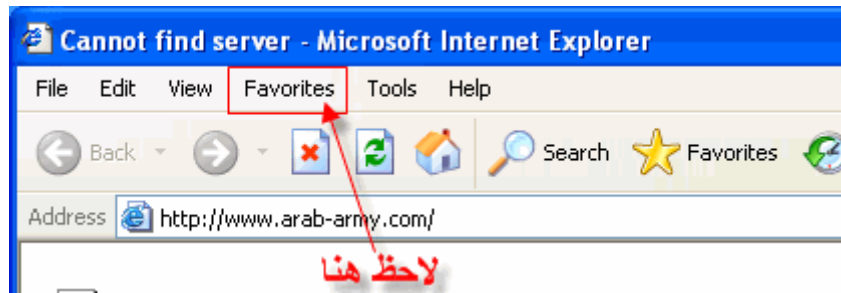 Cannot find server - Microsoft Internet Explorer
File Edit View Favorites Tools Help
Back Search Favorites
Address http://www.arab-army.com/
لاحظ هنا